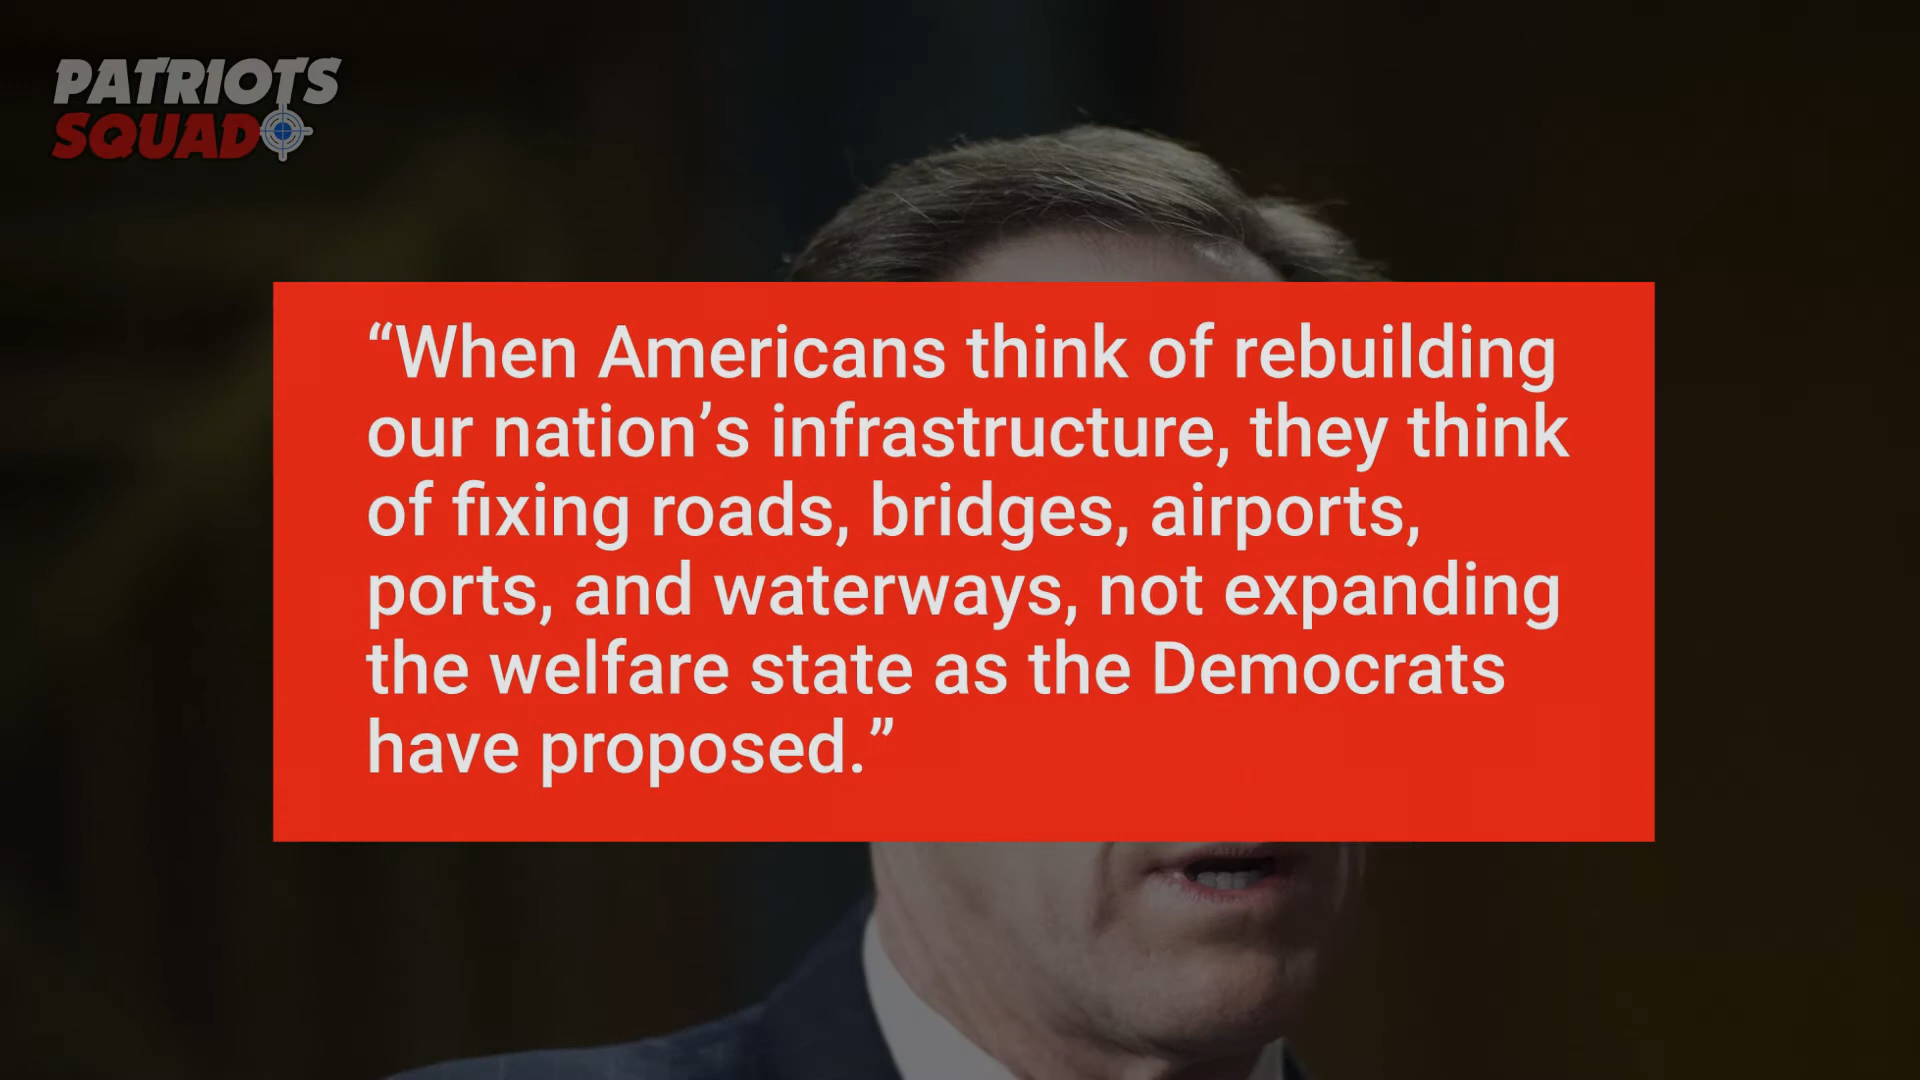 PATRIOTS
SQUAD
“When Americans think of rebuilding
our nation’s infrastructure, they think
of fixing roads, bridges, airports,
ports, and waterways, not expanding
the welfare state as the Democrats
have proposed.”